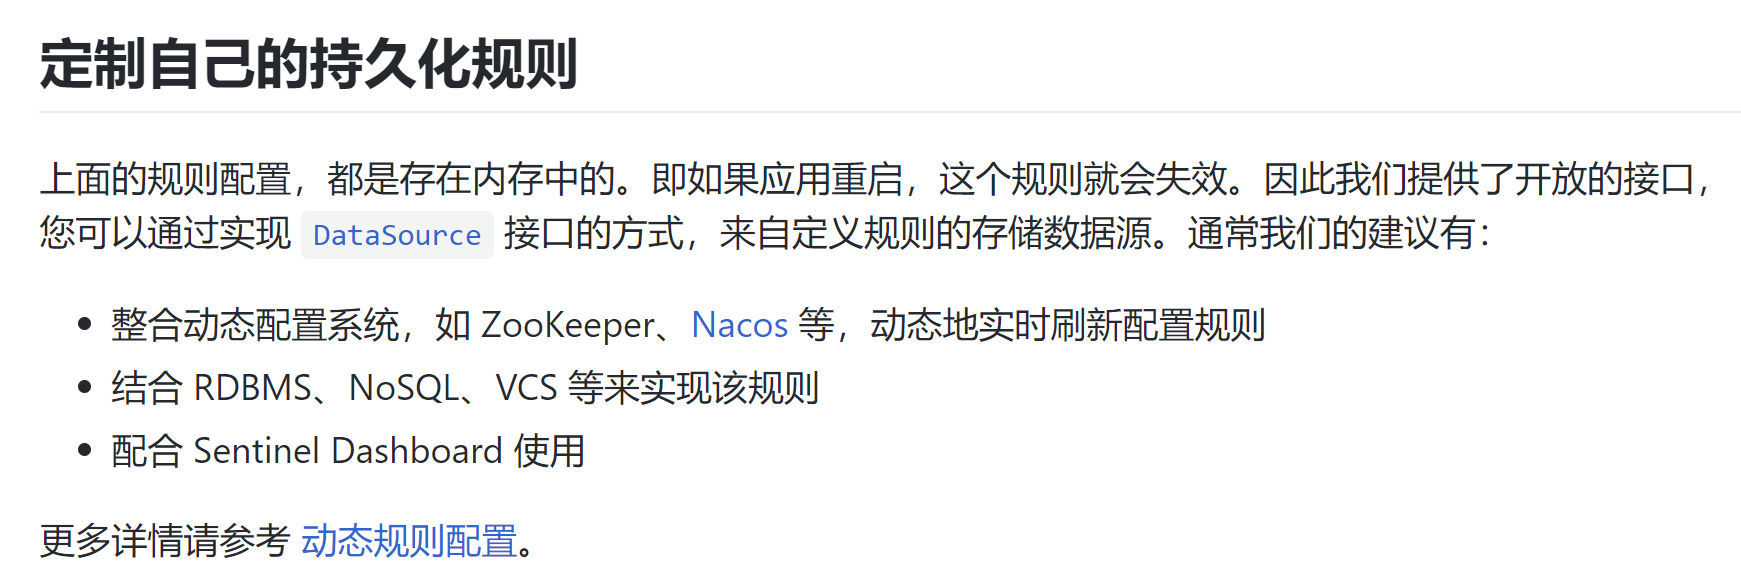 定制自己的持久化规则
上面的规则配置，都是存在内存中的。即如果应用重启，这个规则就会失效。因此我们提供了开放的接口，
您可以通过实现 DataSource 接口的方式，来自定义规则的存储数据源。通常我们的建议有：
• 整合动态配置系统，如 ZooKeeper、Nacos 等，动态地实时刷新配置规则
• 结合 RDBMS、NoSQL、VCS 等来实现该规则
• 配合 Sentinel Dashboard 使用
更多详情请参考 动态规则配置。